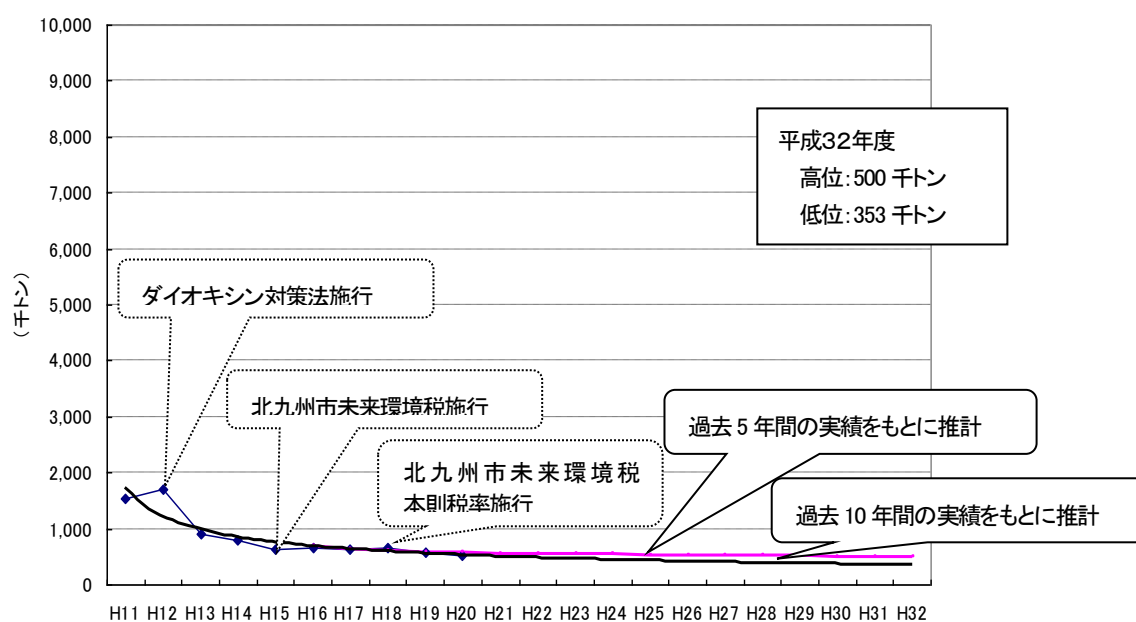 10,000
9,000
8,000
7,000
6,000
5,000
4,000
3,000
2,000
1,000
0
（千トン）
平成３２年度
高位：500 千トン
低位：353 千トン
ダイオキシン対策法施行
北九州市未来環境税施行
北九州市未来環境税
本則税率施行
過去 5 年間の実績をもとに推計
過去 10 年間の実績をもとに推計
H11 H12 H13 H14 H15 H16 H17 H18 H19 H20 H21 H22 H23 H24 H25 H26 H27 H28 H29 H30 H31 H32